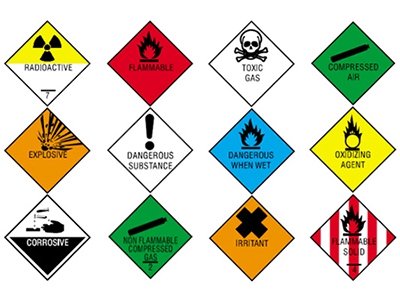 RADIOACTIVE
7
FLAMMABLE
TOXIC
GAS
COMPRESSED
AIR
EXPLOSIVE
DANGEROUS
SUBSTANCE
DANGEROUS
WHEN WET
OXIDIZING
AGENT
CORROSIVE
NON FLAMMABLE
COMPRESSED
GAS
2
IRRITANT
FLAMMABLE
SOLID
4